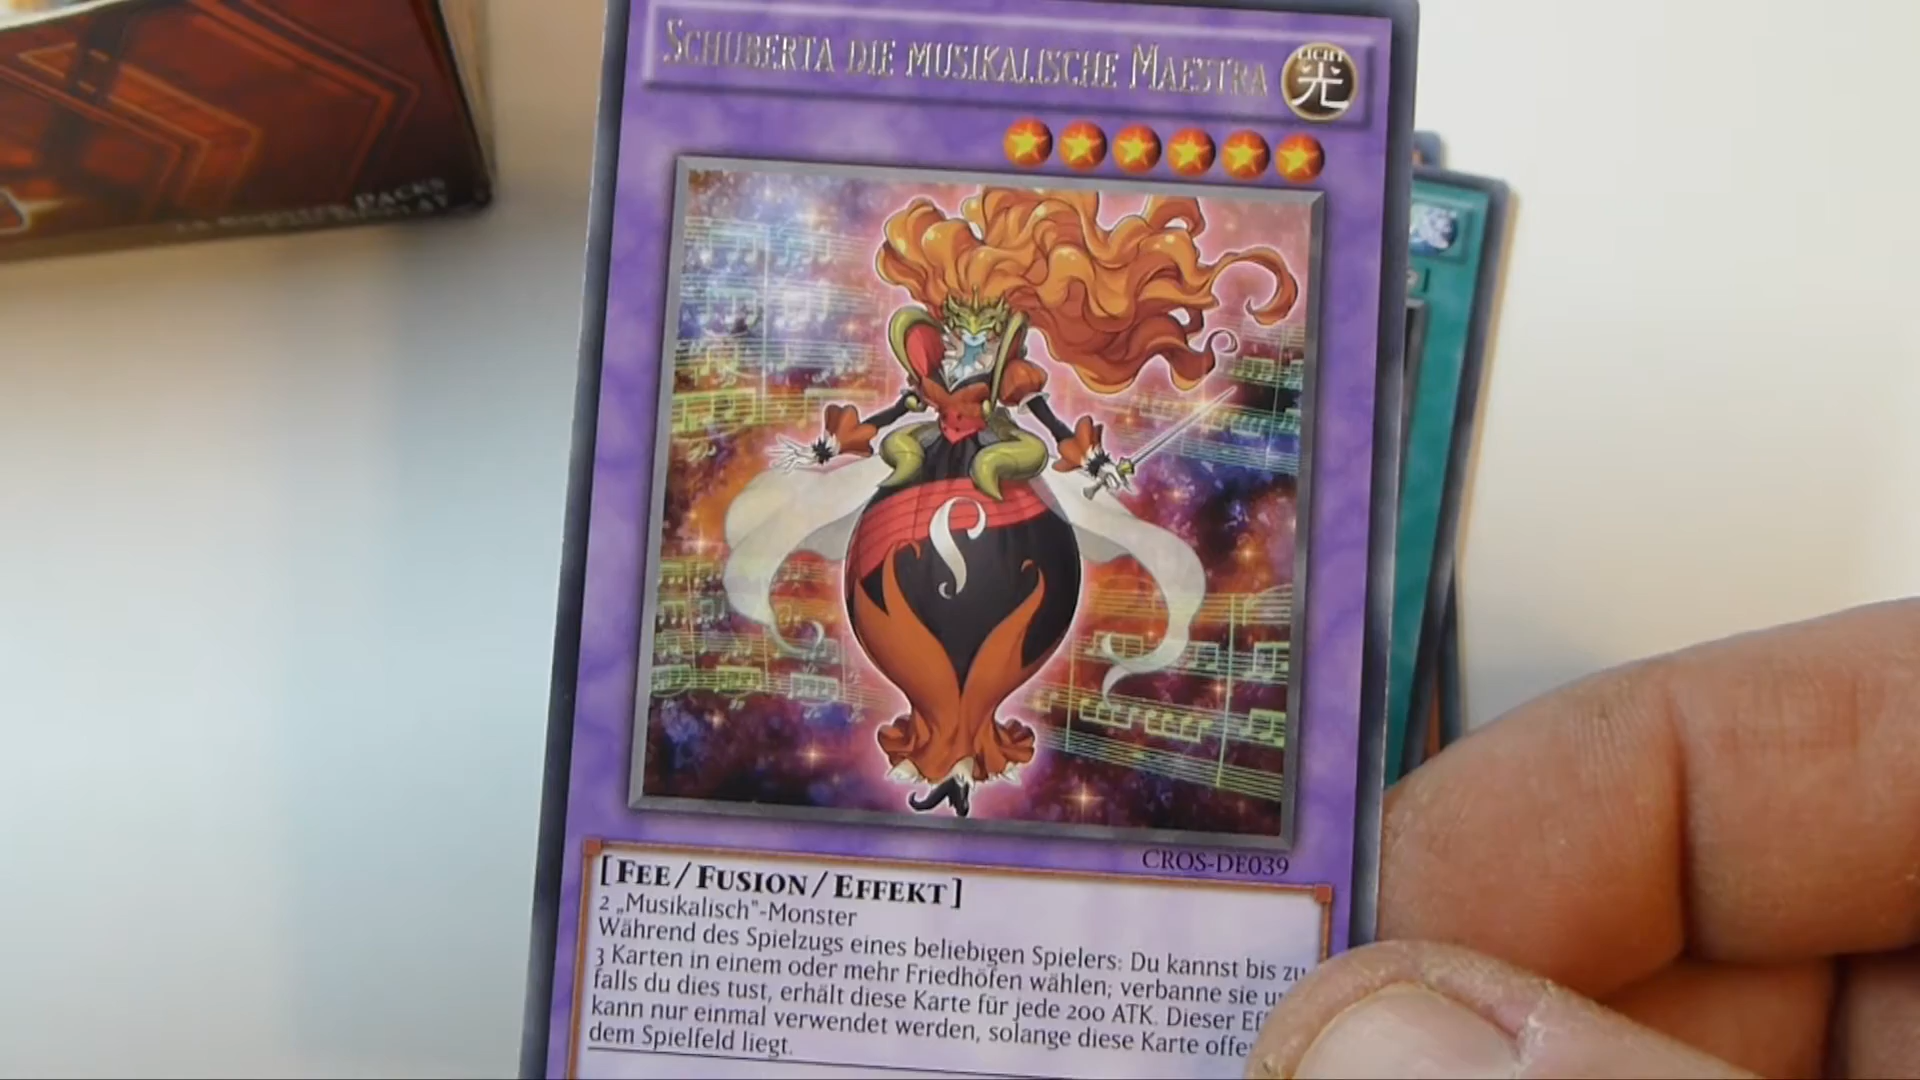 SCHUBERTA DIE MUSIKALISCHE MAESTRA
LICHT
光
CROS-DE039
[FEE/FUSION/EFFEKT]
2 „Musikalisch"-Monster
Während des Spielzugs eines beliebigen Spielers: Du kannst bis zu
3 Karten in einem oder mehr Friedhöfen wählen; verbanne sie u
falls du dies tust, erhält diese Karte für jede 200 ATK. Dieser Ef
kann nur einmal verwendet werden, solange diese Karte offe
dem Spielfeld liegt.
PACKS